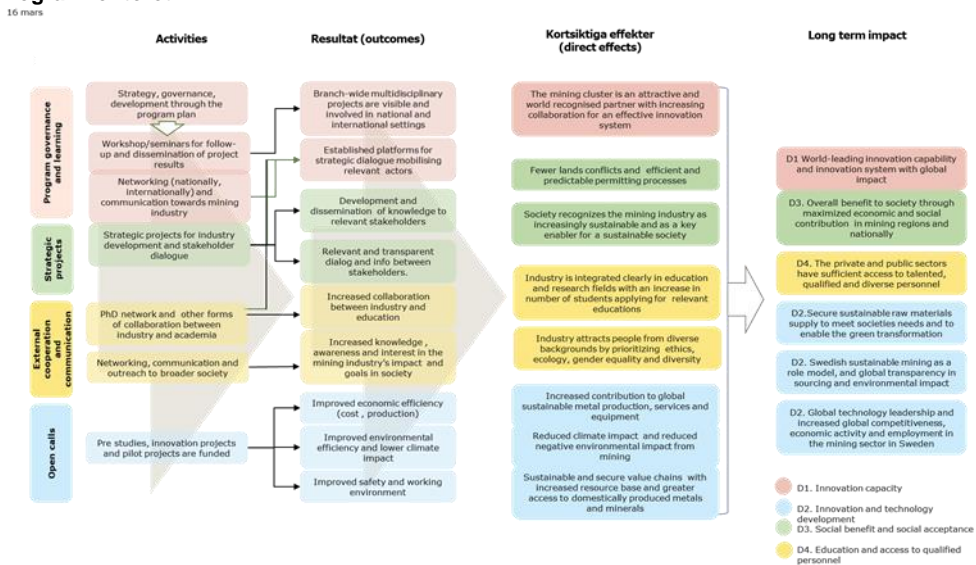 16 mars
Activities
Resultat (outcomes)
Kortsiktiga effekter
(direct effects)
Long term impact
Program governance
and learning
Strategic
projects
External
cooperation
and
communication
Open calls
Strategy, governance,
development through the
program plan
Workshop/seminars for follow-
up and dissemination of project
results
Networking (nationally,
internationally) and
communication towards mining
industry
Strategic projects for industry
development and stakeholder
dialogue
PhD network and other forms
of collaboration between
industry and academia
Networking, communication and
outreach to broader society
Pre studies, innovation projects
and pilot projects are funded
Branch-wide multidisciplinary
projects are visible and
involved in national and
international settings
Established platforms for
strategic dialogue mobilising
relevant actors
Development and
dissemination of knowledge to
relevant stakeholders
Relevant and transparent
dialog and info between
stakeholders.
Increased collaboration
between industry and
education
Increased knowledge ,
awareness and interest in the
mining industry's impact and
goals in society
Improved economic efficiency
(cost , production)
Improved environmental
efficiency and lower climate
impact
Improved safety and working
environment
The mining cluster is an attractive and
world recognised partner with increasing
collaboration for an effective innovation
system
Fewer lands conflicts and efficient and
predictable permitting processes
Society recognizes the mining industry as
increasingly sustainable and as a key
enabler for a sustainable society
Industry is integrated clearly in education
and research fields with an increase in
number of students applying for relevant
educations
Industry attracts people from diverse
backgrounds by prioritizing ethics,
ecology, gender equality and diversity
Increased contribution to global
sustainable metal production, services and
equipment
Reduced climate impact and reduced
negative environmental impact from
mining
Sustainable and secure value chains with
increased resource base and greater
access to domestically produced metals
and minerals
D1 World-leading innovation capability
and innovation system with global
impact
D3. Overall benefit to society through
maximized economic and social
contribution in mining regions and
nationally
D4. The private and public sectors
have sufficient access to talented,
qualified and diverse personnel
D2.Secure sustainable raw materials
supply to meet societies needs and to
enable the green transformation
D2. Swedish sustainable mining as a
role model, and global transparency in
sourcing and environmental impact
D2. Global technology leadership and
increased global competitiveness,
economic activity and employment in
the mining sector in Sweden
D1. Innovation capacity
D2. Innovation and technology
development
D3. Social benefit and social acceptance
D4. Education and access to qualified
personnel